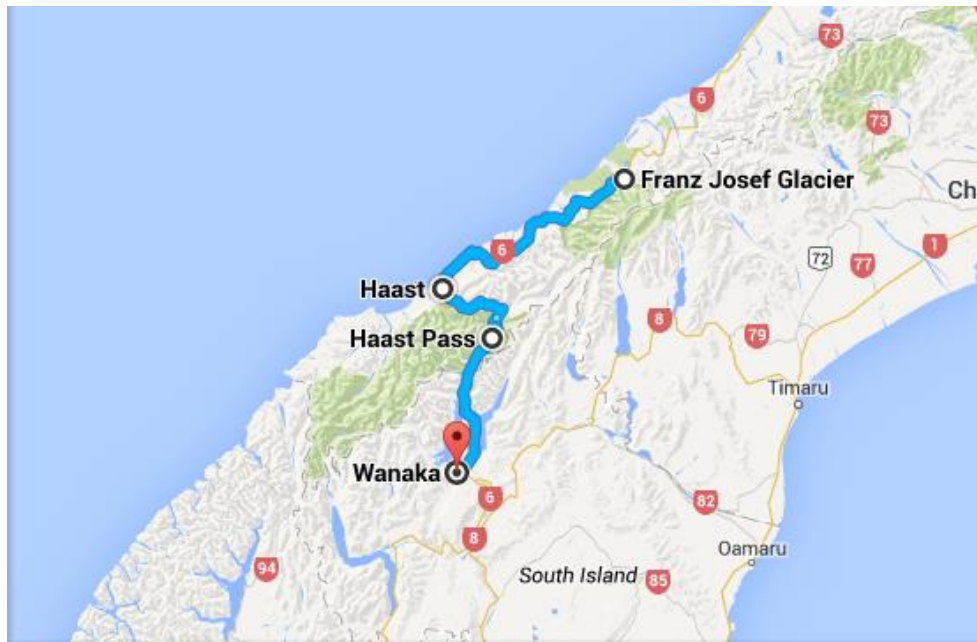 73
6
73
Franz Josef Glacier
Ch
6
1
72
77
Haast
8
79
Haast Pass
Timaru
Wanaka
6
82
8
Oamaru
94
South Island
85